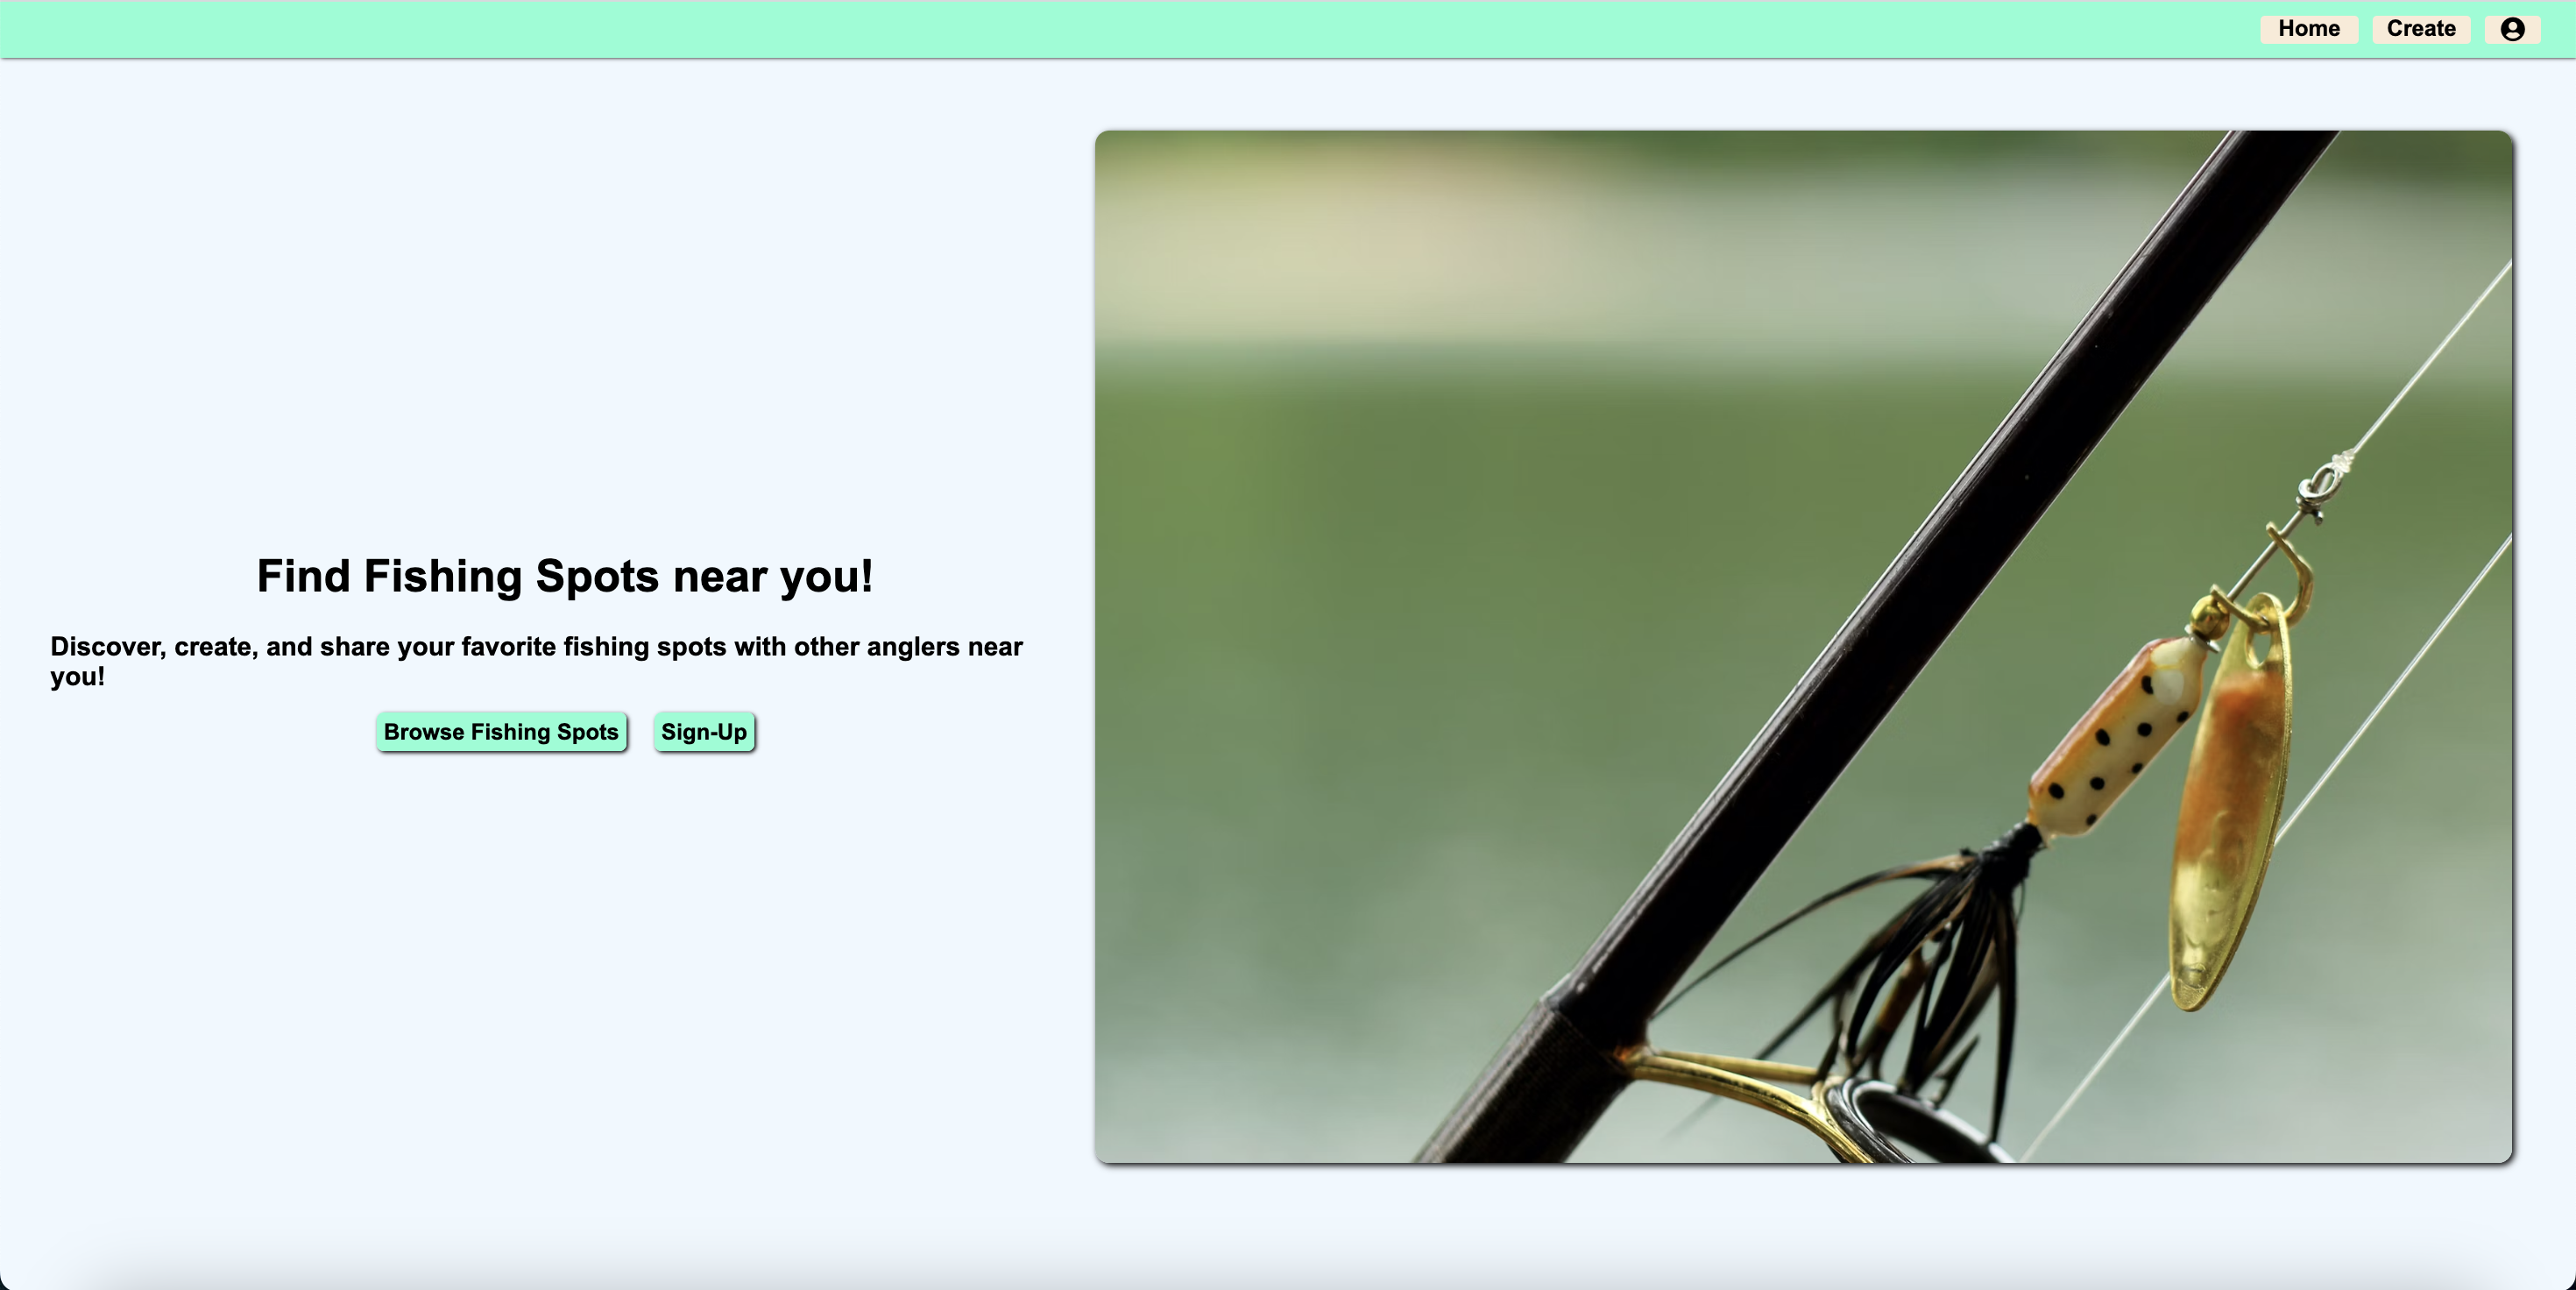 Home Create
Find Fishing Spots near you!
Discover, create, and share your favorite fishing spots with other anglers near
you!
Browse Fishing Spots Sign-Up